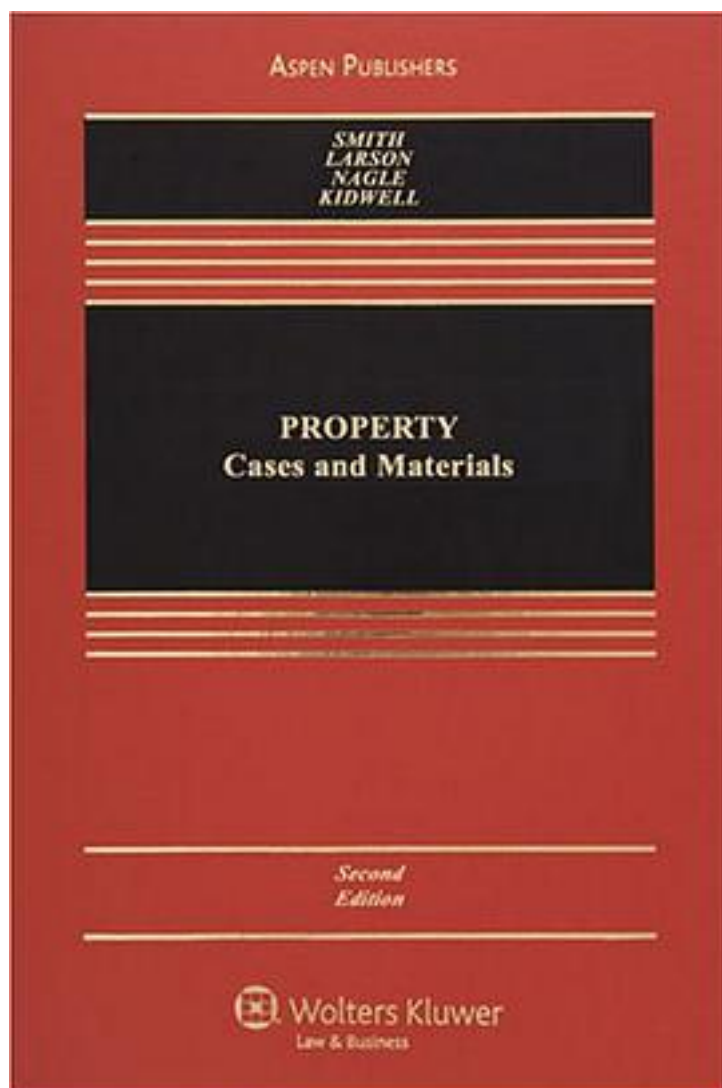 ASPEN PUBLISHERS
SMITH
LARSON
NAGLE
KIDWELL
PROPERTY
Cases and Materials
Second
Edition
Wolters Kluwer
Law & Business